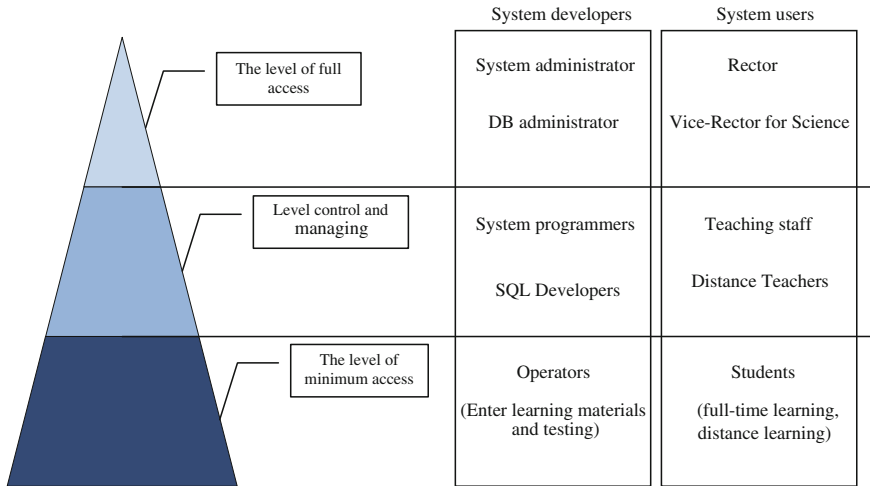 System developers
System users
The level of full
access
System administrator
Rector
DB administrator
Vice-Rector for Science
Level control and
managing
System programmers
Teaching staff
SQL Developers
Distance Teachers
The level of
minimum access
Operators
(Enter learning materials
and testing)
Students
(full-time learning,
distance learning)